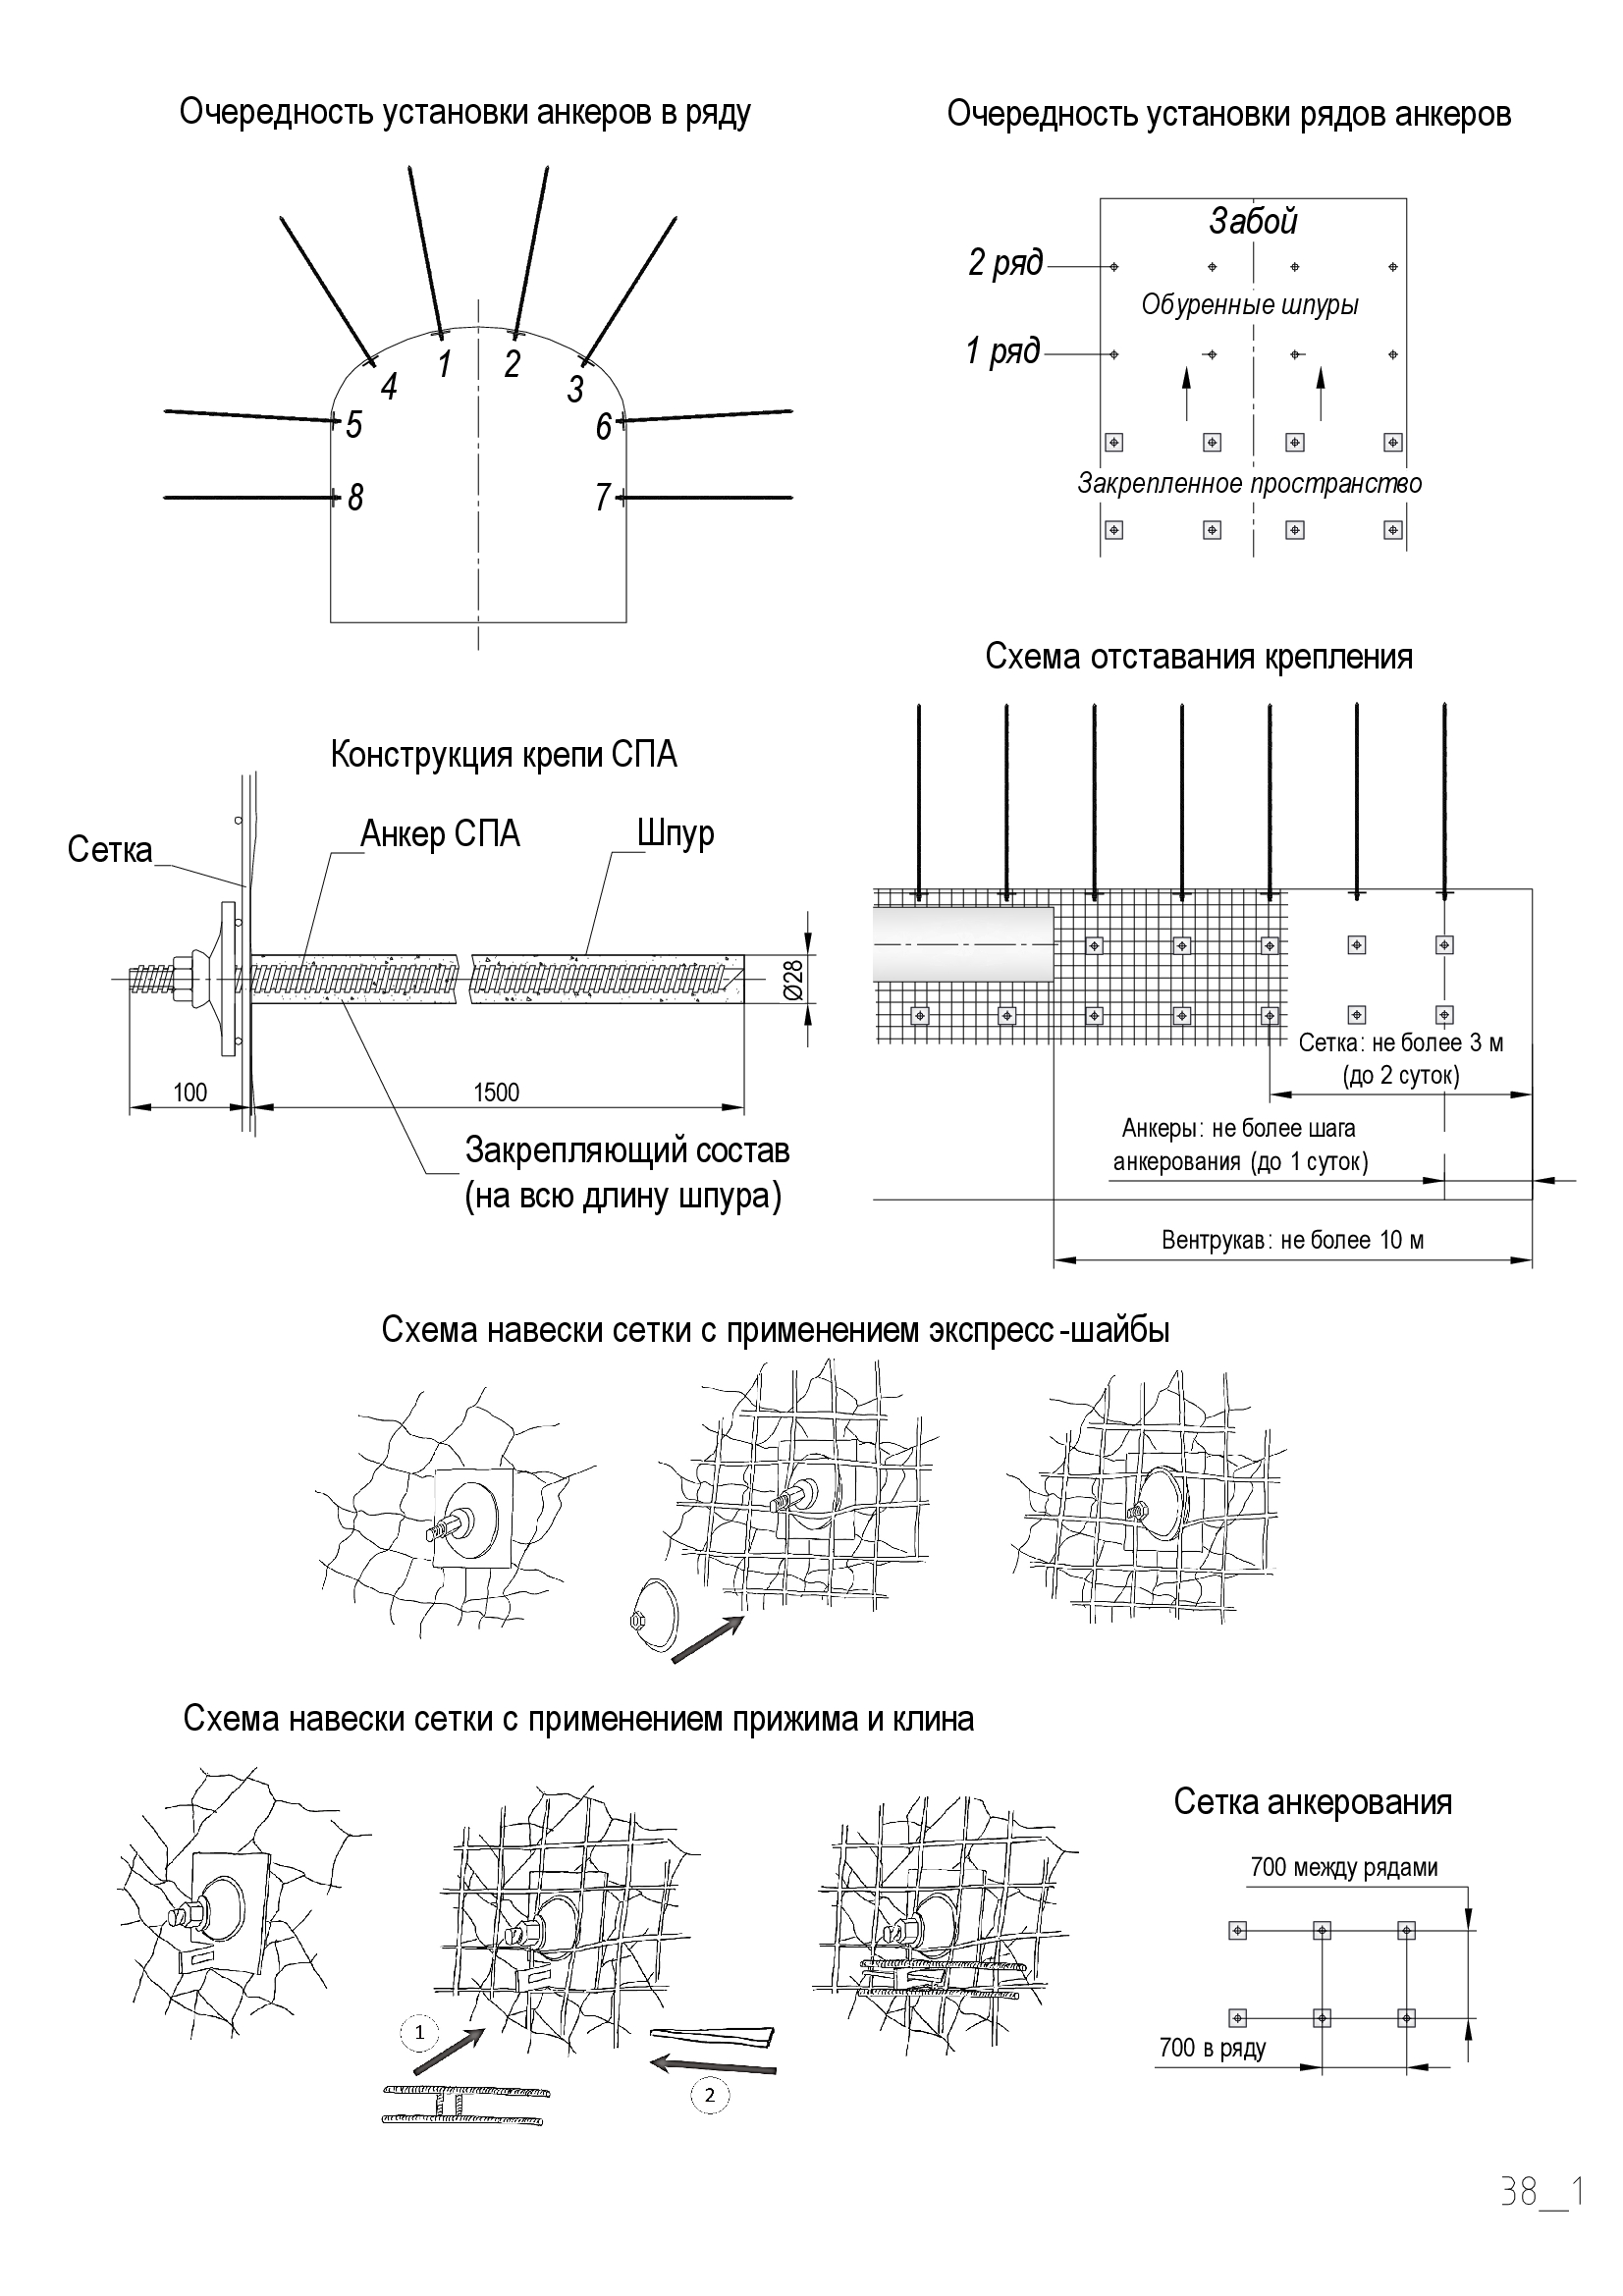 Очередность установки анкеров в ряду
1
2
3
4
5
6
7
8
Очередность установки рядов анкеров
Забой
2 ряд
Обуренные шпуры
1 ряд
Закрепленное пространство
Конструкция крепи СПА
Сетка
Анкер СПА
Шпур
Ø28
100
1500
Закрепляющий состав
(на всю длину шпура)
Схема отставания крепления
Сетка: не более 3 м
(до 2 суток)
Анкеры: не более шага
анкерования (до 1 суток)
Вентрукав: не более 10 м
Схема навески сетки с применением экспресс-шайбы
Схема навески сетки с применением прижима и клина
1
2
Сетка анкерования
700 между рядами
700 в ряду
38__1